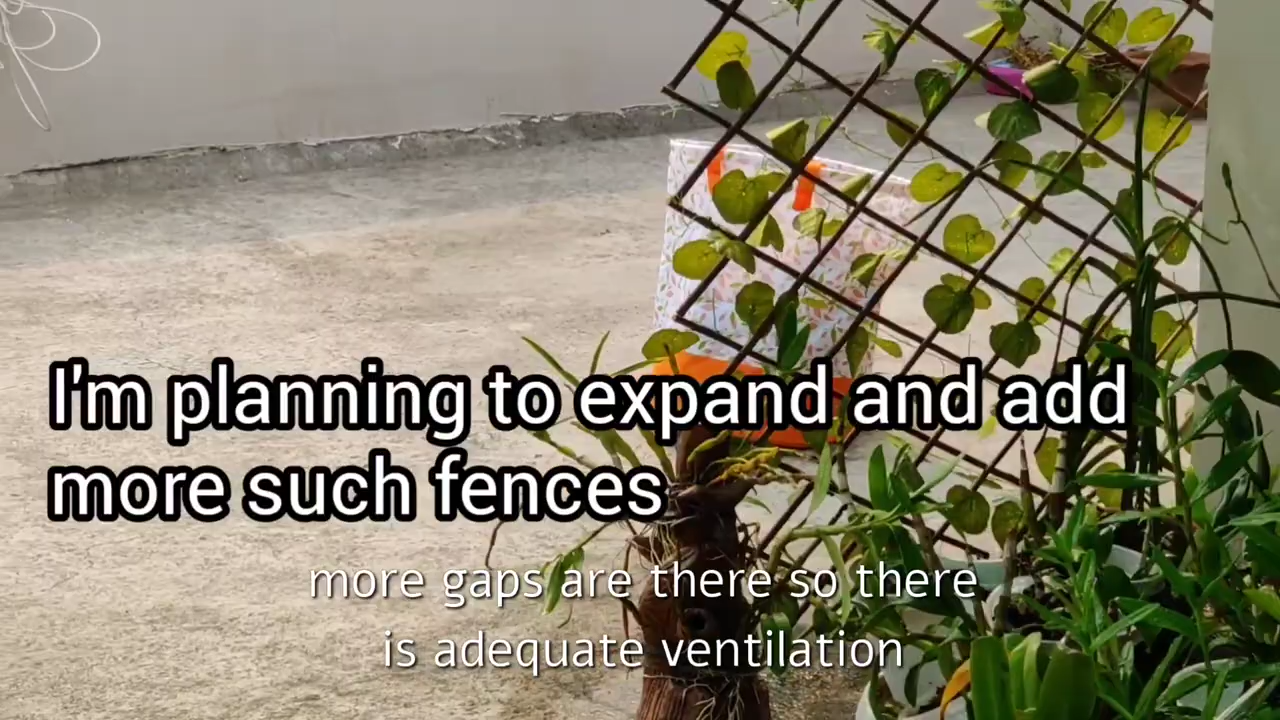 I'm planning to expand and add
more such fences
more gaps are there so there
is adequate ventilation